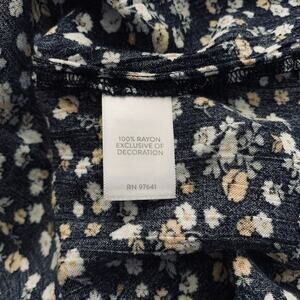 100% RAYON
EXCLUSIVE OF
DECORATION
RN 97641